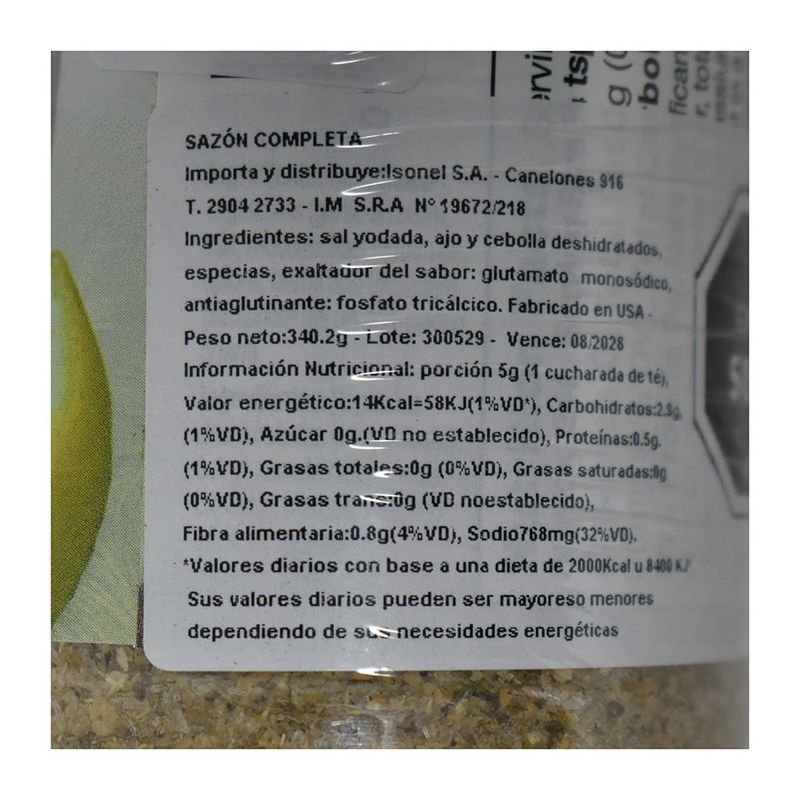 SAZÓN COMPLETA
Importa y distribuye:Isonel S.A. - Canelones 916
T. 2904 2733 - I.M S.R.A N° 19672/218
Ingredientes: sal yodada, ajo y cebolla deshidratados,
especias, exaltador del sabor: glutamato monosódico,
antiaglutinante: fosfato tricálcico. Fabricado en USA -
Peso neto:340.2g - Lote: 300529 - Vence: 08/2028
Información Nutricional: porción 5g (1 cucharada de té),
Valor energético:14Kcal=58KJ(1%VD*), Carbohidratos:2.8g.
(1%VD), Azúcar 0g.(VD no establecido), Proteínas:0.5g.
(1%VD), Grasas totales:0g (0%VD), Grasas saturadas:0g
(0%VD), Grasas trans:0g (VD noestablecido),
Fibra alimentaria:0.8g(4%VD), Sodio768mg(32%VD).
*Valores diarios con base a una dieta de 2000Kcal u 8400 KJ
Sus valores diarios pueden ser mayoreso menores
dependiendo de sus necesidades energéticas